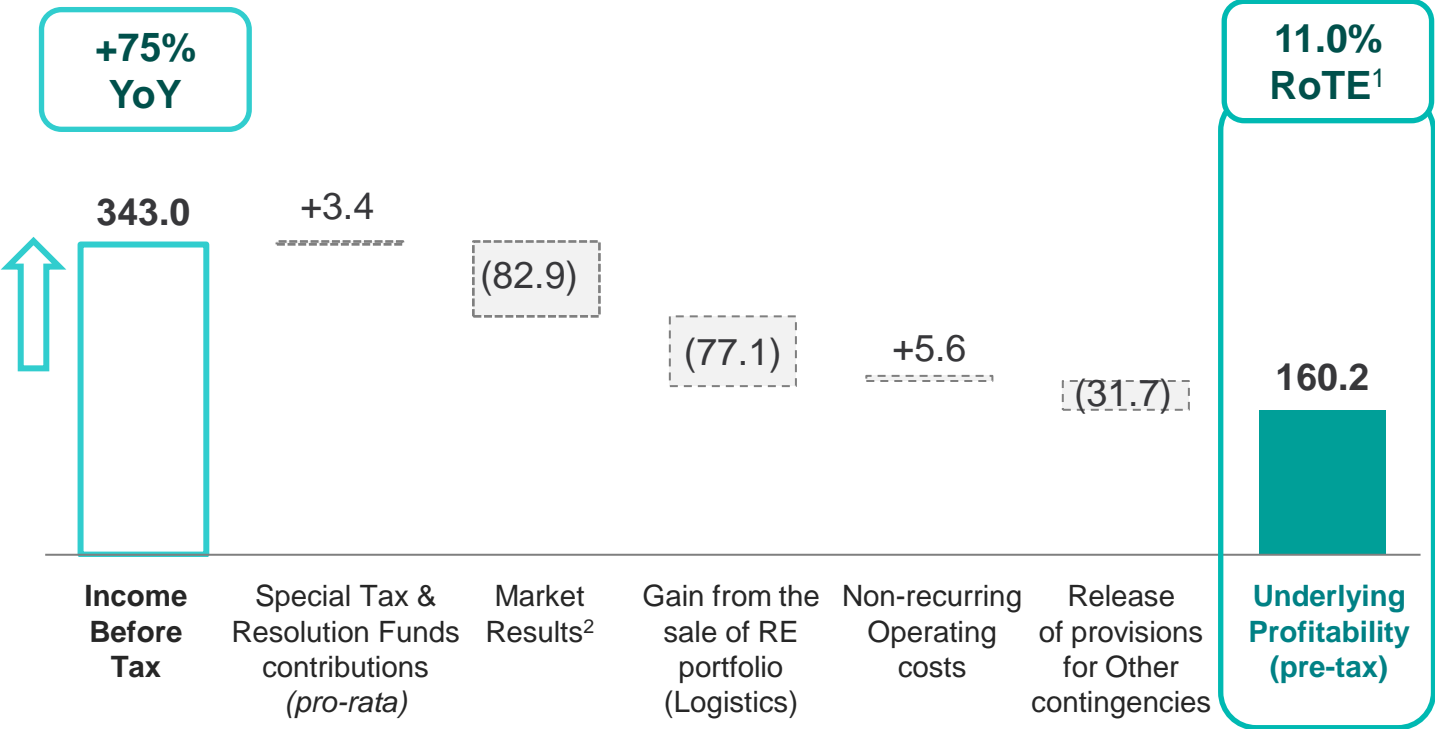 +75%
YoY
11.0%
RoTE¹
343.0
+3.4
(82.9)
(77.1)
+5.6
(31.7)
160.2
Income
Before
Tax
Special Tax &
Resolution Funds
contributions
(pro-rata)
Market
Results²
Gain from the
sale of RE
portfolio
(Logistics)
Non-recurring
Operating
costs
Release
of provisions
for Other
contingencies
Underlying
Profitability
(pre-tax)